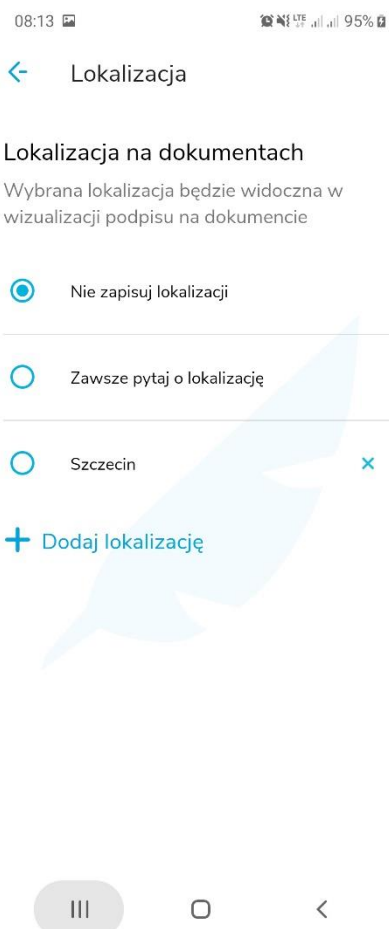 08:13 LTE 95%
Lokalizacja
Lokalizacja na dokumentach
Wybrana lokalizacja będzie widoczna w
wizualizacji podpisu na dokumencie
Nie zapisuj lokalizacji
Zawsze pytaj o lokalizację
Szczecin
Dodaj lokalizację